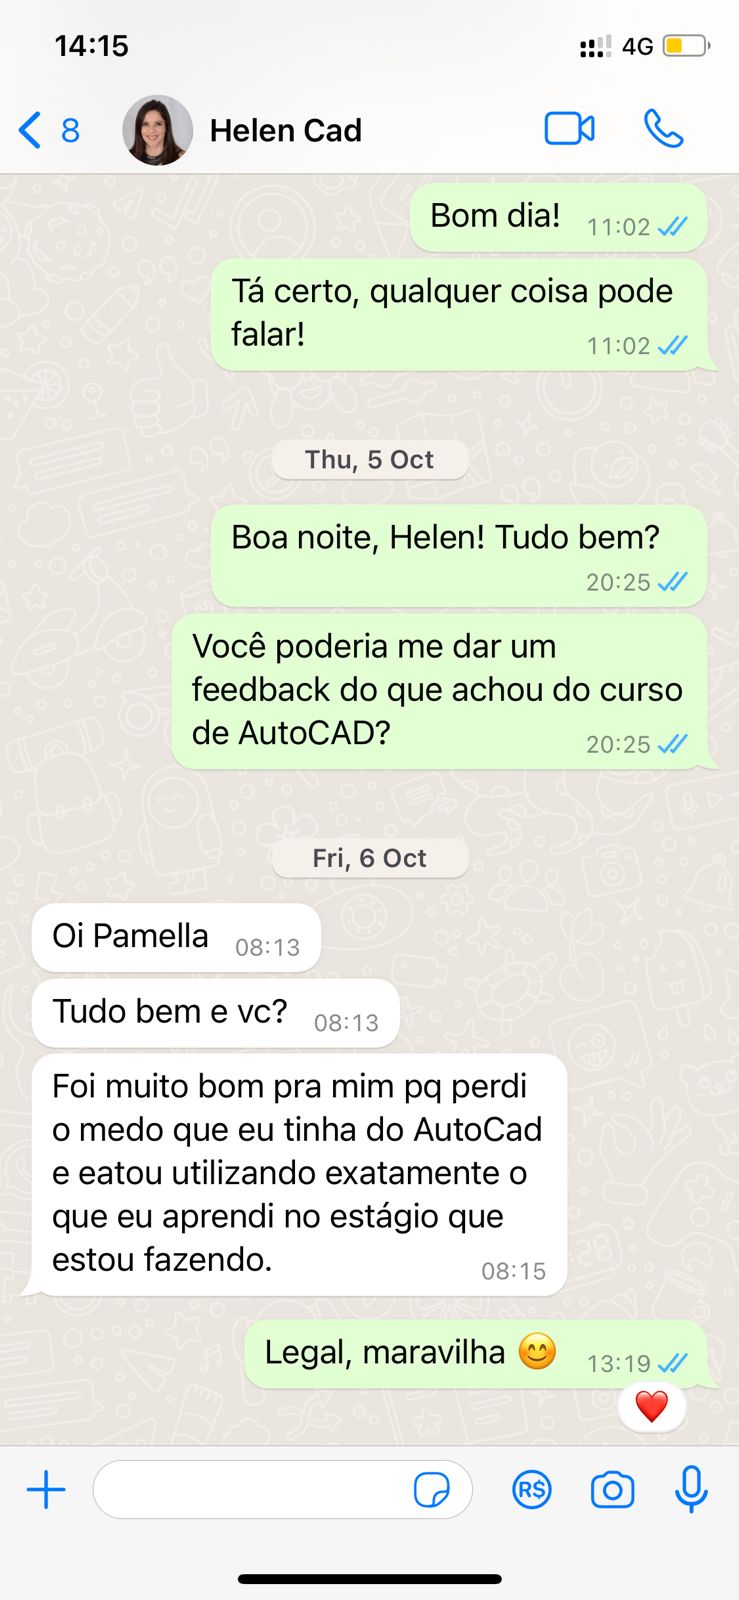 14:15
4G
8
Helen Cad
Bom dia!
11:02
Tá certo, qualquer coisa pode
falar!
11:02
Thu, 5 Oct
Boa noite, Helen! Tudo bem?
20:25
Você poderia me dar um
feedback do que achou do curso
de AutoCAD?
20:25
Fri, 6 Oct
Oi Pamella
08:13
Tudo bem e vc?
08:13
Foi muito bom pra mim pq perdi
o medo que eu tinha do AutoCad
e eatou utilizando exatamente o
que eu aprendi no estágio que
estou fazendo.
08:15
Legal, maravilha 😊
13:19
❤️
R$